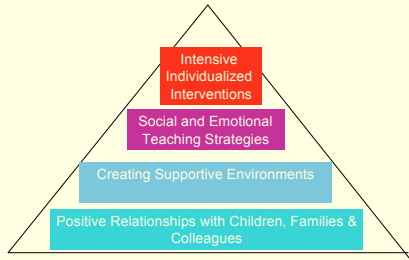 Intensive
Individualized
Interventions
Social and Emotional
Teaching Strategies
Creating Supportive Environments
Positive Relationships with Children, Families &
Colleagues